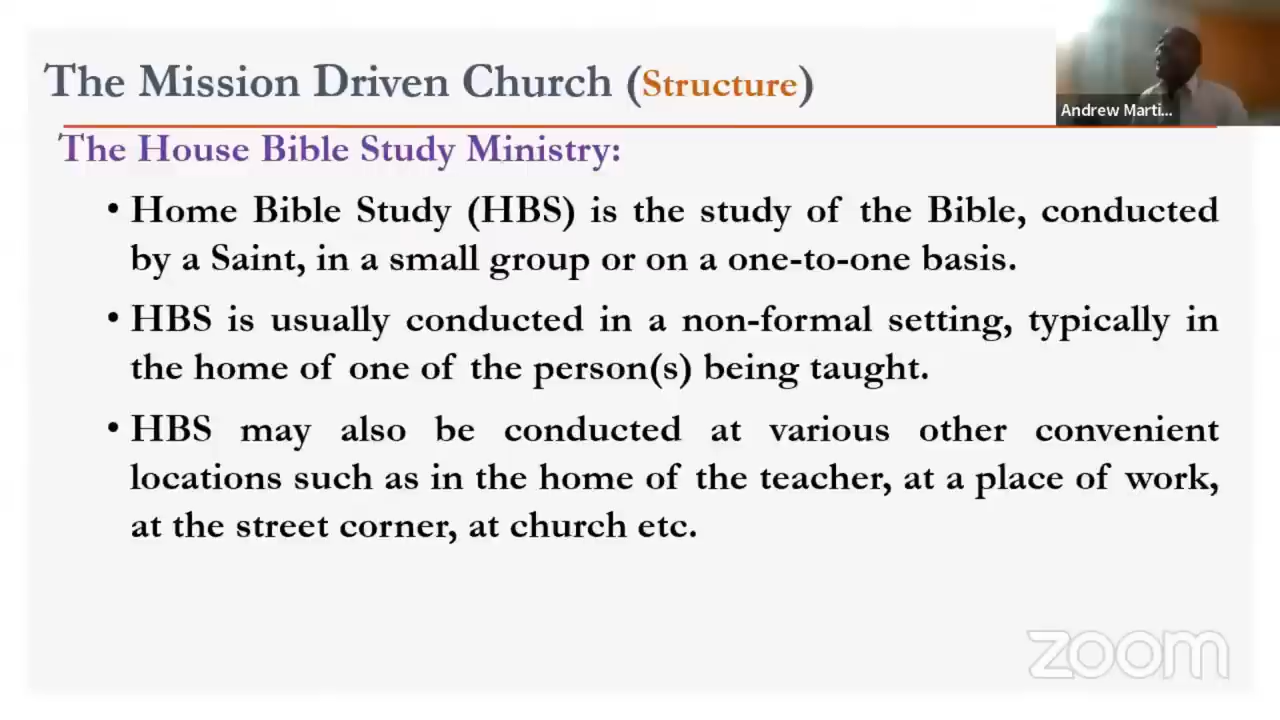 The Mission Driven Church (Structure)
Andrew Marti...
The House Bible Study Ministry:
• Home Bible Study (HBS) is the study of the Bible, conducted
by a Saint, in a small group or on a one-to-one basis.
• HBS is usually conducted in a non-formal setting, typically in
the home of one of the person(s) being taught.
• HBS may also be conducted at various other convenient
locations such as in the home of the teacher, at a place of work,
at the street corner, at church etc.
zoom